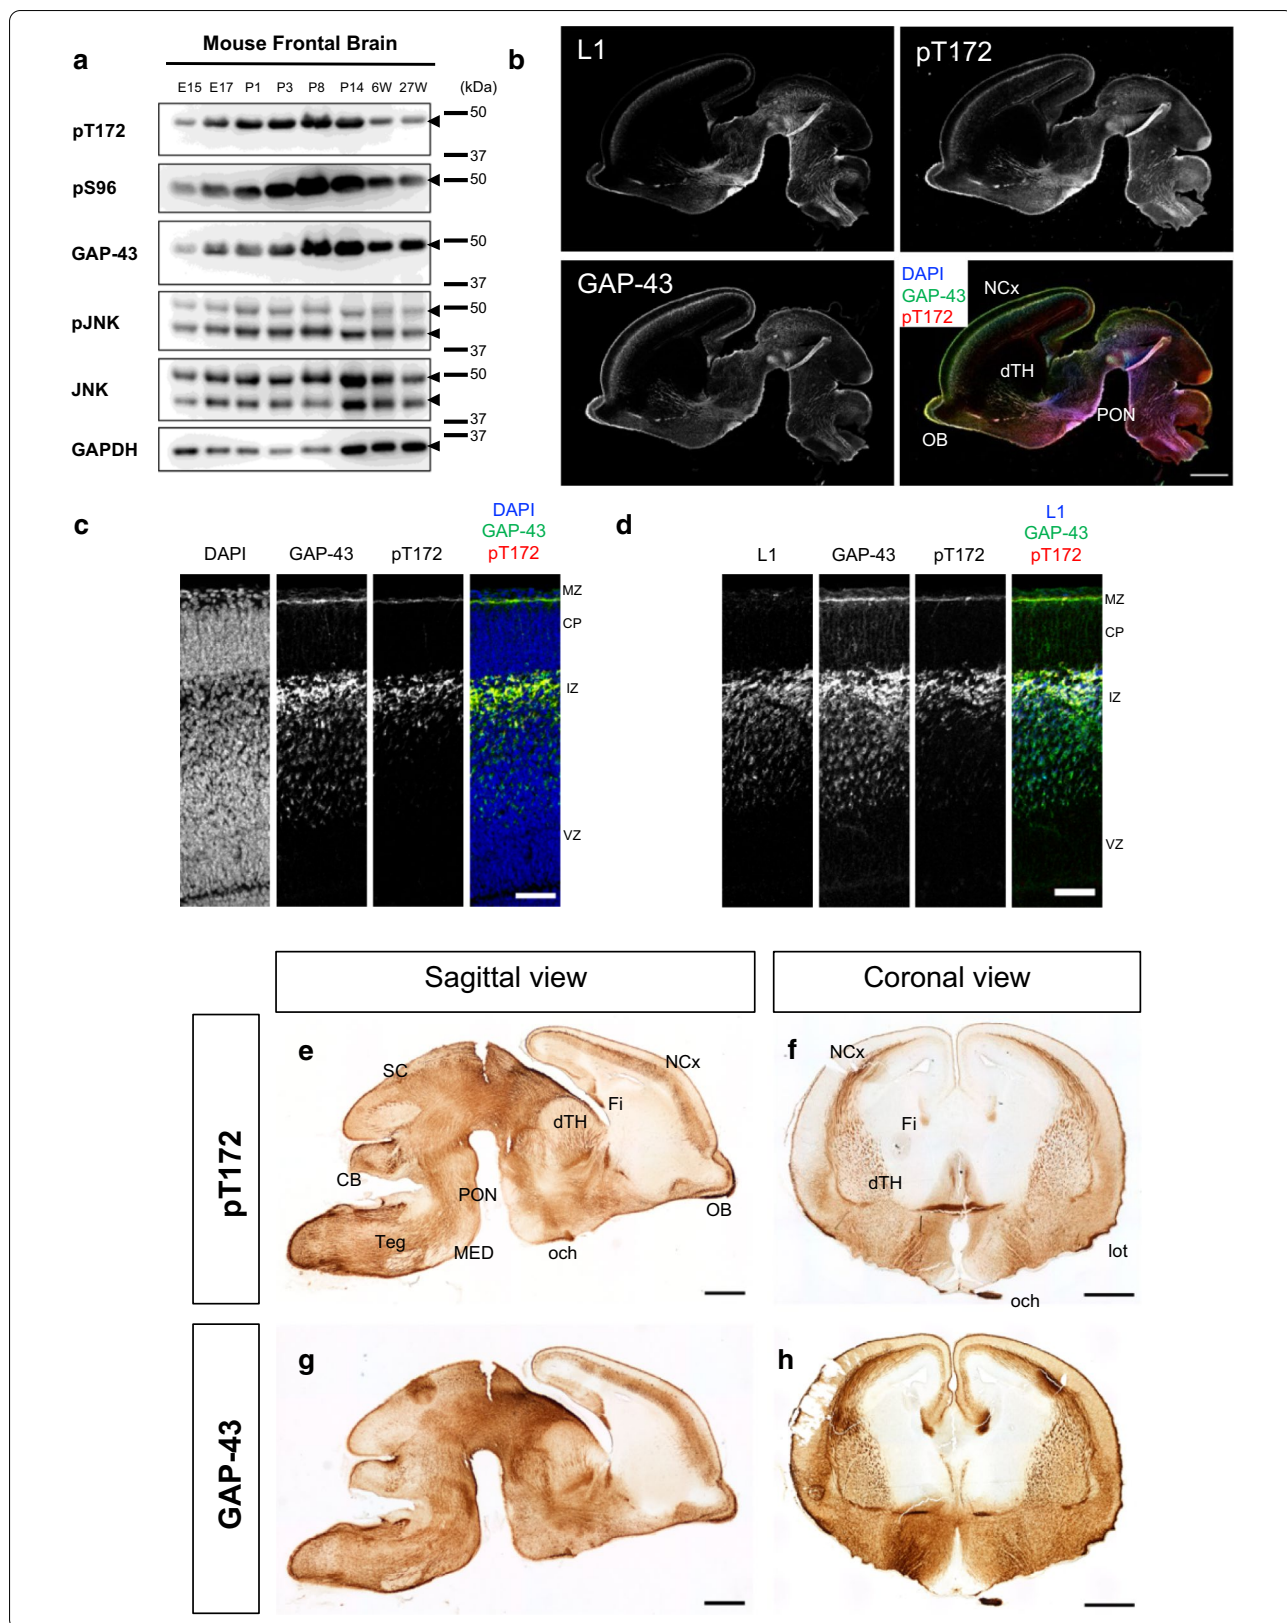 a
Mouse Frontal Brain
E15 E17 P1 P3 P8 P14 6W 27W (kDa)
pT172
50
37
pS96
50
GAP-43
50
37
pJNK
50
37
JNK
50
37
GAPDH
37
b
L1
pT172
GAP-43
DAPI
GAP-43
pT172
NCx
dTH
PON
OB
c
DAPI
GAP-43
pT172
DAPI
GAP-43
pT172
MZ
CP
IZ
VZ
d
L1
GAP-43
pT172
L1
GAP-43
pT172
MZ
CP
IZ
VZ
Sagittal view
Coronal view
pT172
e
SC
NCx
Fi
dTH
CB
PON
OB
Teg
MED
och
f
NCx
Fi
dTH
lot
och
GAP-43
g
h